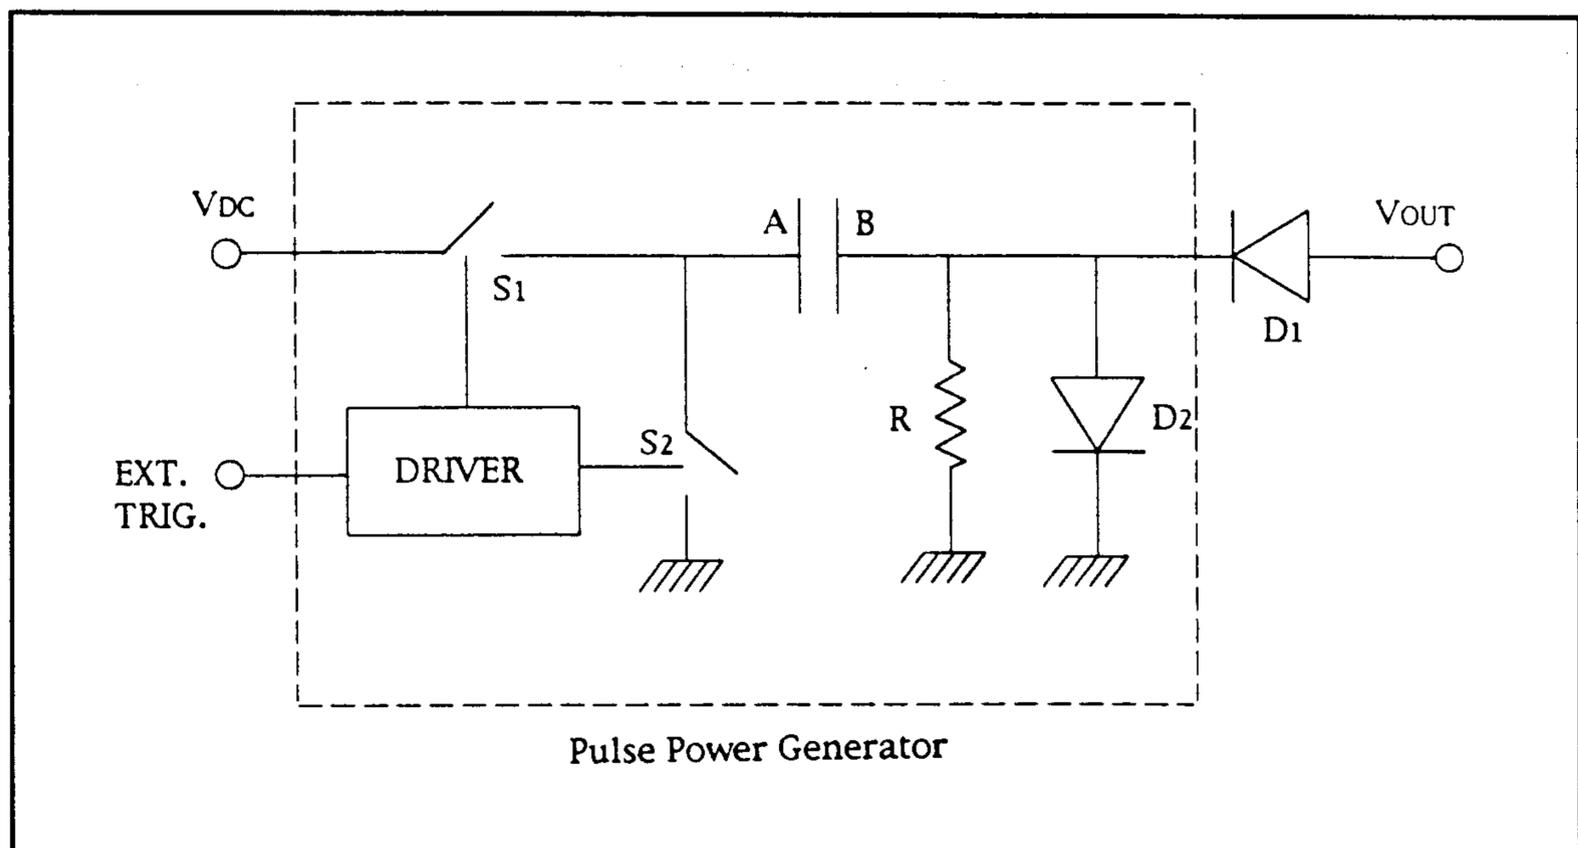 VDC
S1
A
B
VOUT
D1
EXT.
TRIG.
DRIVER
S2
R
D2
Pulse Power Generator